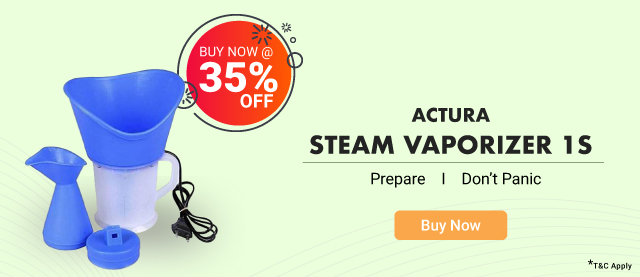 BUY NOW @
35%
OFF
ACTURA
STEAM VAPORIZER 1S
Prepare I Don't Panic
Buy Now
*T&C Apply